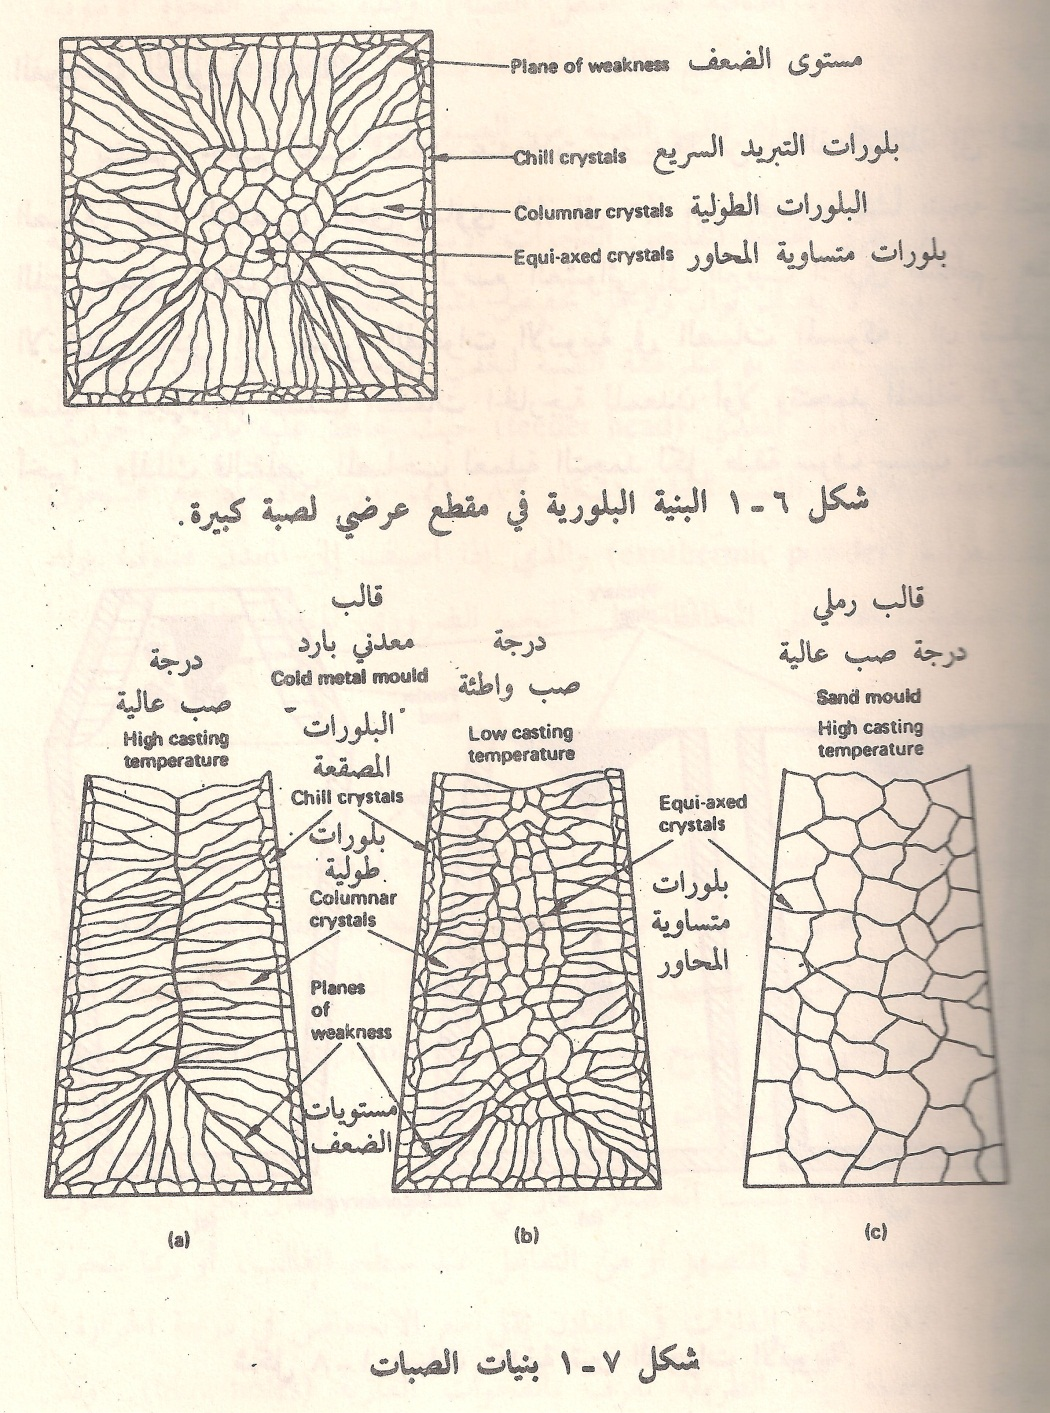 Plane of weakness مستوى الضعف
Chill crystals بلورات التبريد السريع
Columnar crystals البلورات الطولية
Equi-axed crystals بلورات متساوية المحاور
شكل ٦ - ١ البنية البلورية في مقطع عرضي لصبة كبيرة.
قالب
معدني بارد
Cold metal mould
درجة
صب عالية
High casting
temperature
درجة
صب واطئة
Low casting
temperature
قالب رملي
درجة صب عالية
Sand mould
High casting
temperature
البلورات
المصقعة
Chill crystals
بلورات
طولية
Columnar
crystals
Planes
of
weakness
مستويات
الضعف
Equi-axed
crystals
بلورات
متساوية
المحاور
(a)
(b)
(c)
شكل ٧ - ١ بنيات الصبات